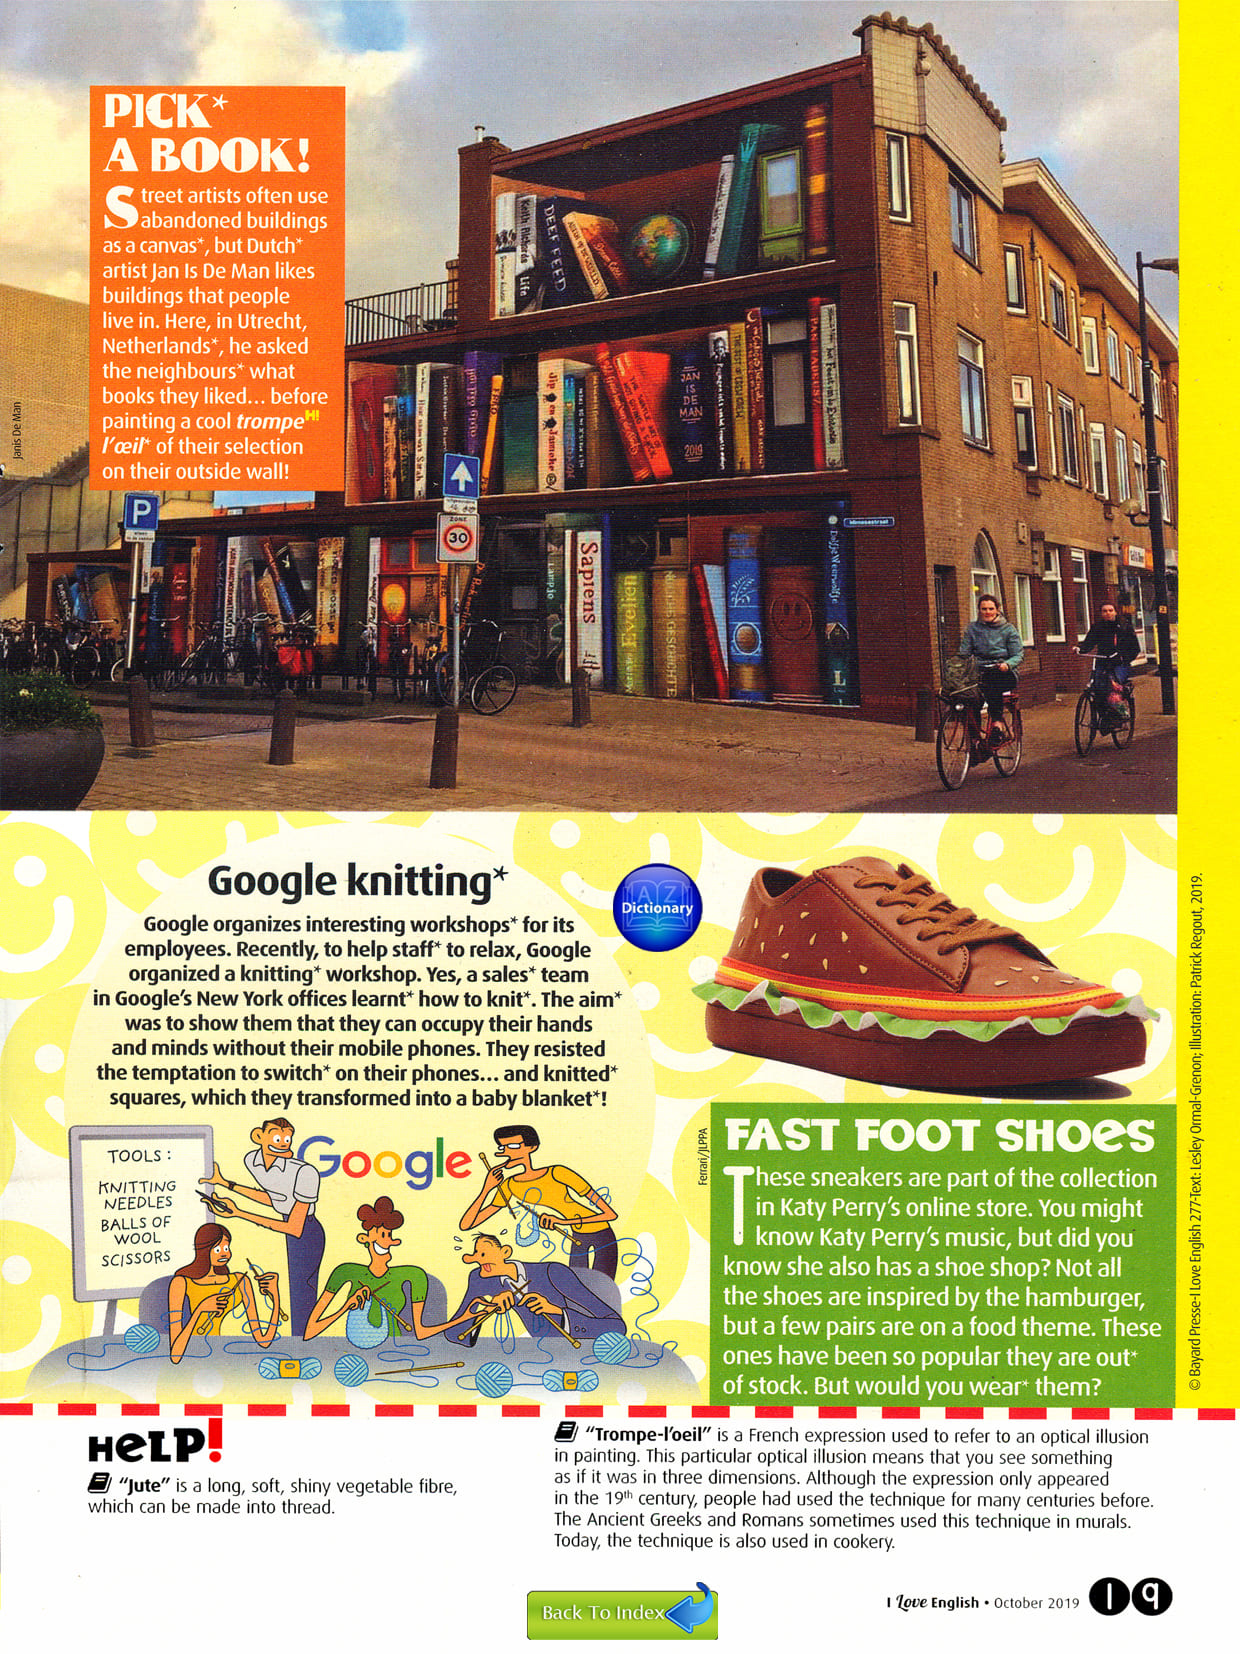 PICK*
A BOOK!
Street artists often use
abandoned buildings
as a canvas*, but Dutch*
artist Jan Is De Man likes
buildings that people
live in. Here, in Utrecht,
Netherlands*, he asked
the neighbours* what
books they liked... before
painting a cool trompe H!
l'œil* of their selection
on their outside wall!
Janis De Man
Keith Richards
Life
DEEP FEED
JAN
IS
DE
MAN
2019
Jip en Janneke
Sapiens
Evelien
P
ZONE
30
Google knitting*
Google organizes interesting workshops* for its
employees. Recently, to help staff* to relax, Google
organized a knitting* workshop. Yes, a sales* team
in Google's New York offices learnt* how to knit*. The aim*
was to show them that they can occupy their hands
and minds without their mobile phones. They resisted
the temptation to switch* on their phones... and knitted*
squares, which they transformed into a baby blanket*!
A Z
Dictionary
TOOLS:
KNITTING
NEEDLES
BALLS OF
WOOL
SCISSORS
Google
Ferrari/JLPPA
FAST FOOT SHOES
These sneakers are part of the collection
in Katy Perry's online store. You might
know Katy Perry's music, but did you
know she also has a shoe shop? Not all
the shoes are inspired by the hamburger,
but a few pairs are on a food theme. These
ones have been so popular they are out*
of stock. But would you wear* them?
© Bayard Presse-I Love English 277-Text: Lesley Ormal-Grenon; Illustration: Patrick Regout, 2019.
HELP!
"Jute" is a long, soft, shiny vegetable fibre,
which can be made into thread.
"Trompe-l'oeil" is a French expression used to refer to an optical illusion
in painting. This particular optical illusion means that you see something
as if it was in three dimensions. Although the expression only appeared
in the 19th century, people had used the technique for many centuries before.
The Ancient Greeks and Romans sometimes used this technique in murals.
Today, the technique is also used in cookery.
Back To Index
I Love English • October 2019 19